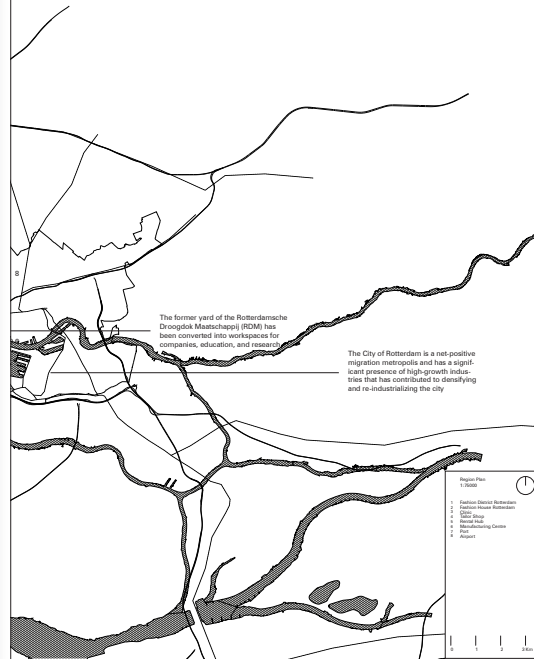 8
The former yard of the Rotterdamsche
Droogdok Maatschappij (RDM) has
been converted into workspaces for
companies, education, and research
The City of Rotterdam is a net-positive
migration metropolis and has a signif-
icant presence of high-growth indus-
tries that has contributed to densifying
and re-industrializing the city
Region Plan
1:75000
1 Fashion District Rotterdam
2 Fashion House Rotterdam
3 Clinic
4 Tailor Shop
5 Rental Hub
6 Manufacturing Centre
7 Port
8 Airport
0 1 2 3 Km